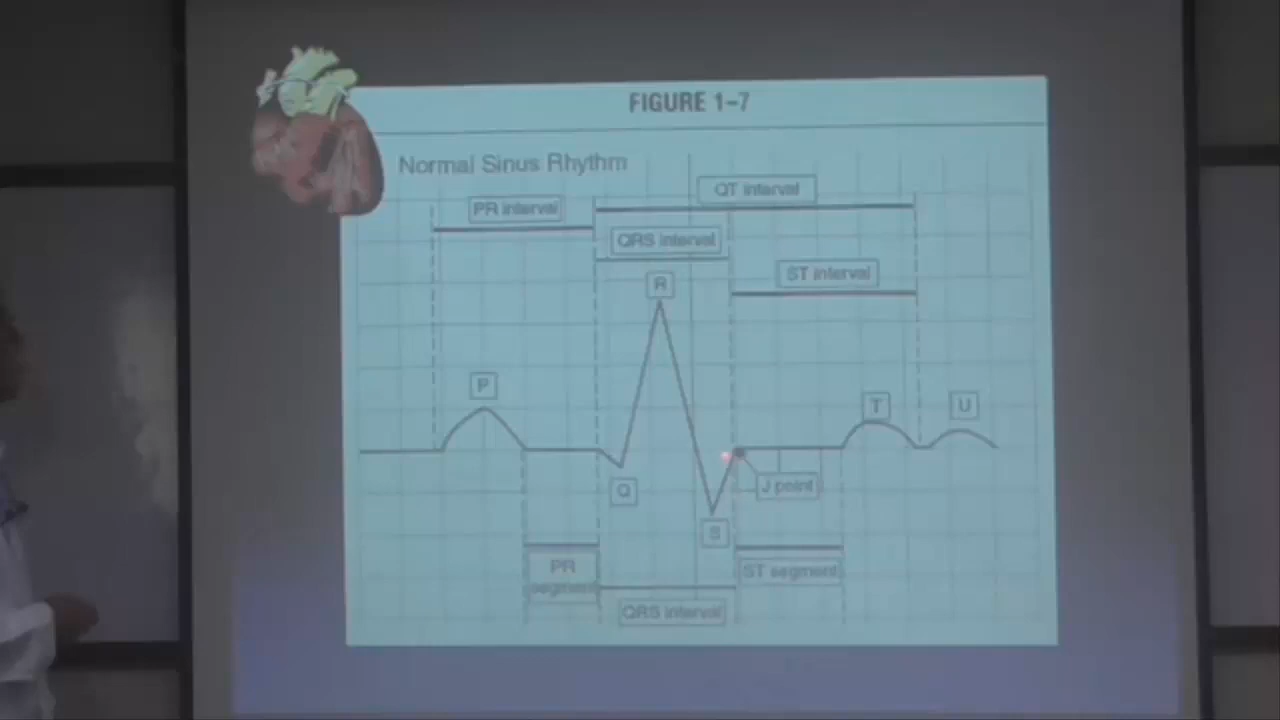 FIGURE 1–7
Normal Sinus Rhythm
QT interval
PR interval
QRS interval
ST interval
R
P
T
U
Q
J point
S
PR
segment
ST segment
QRS interval